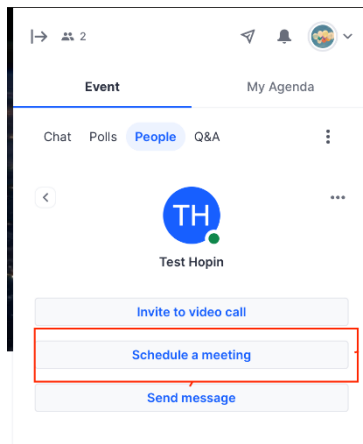 2
Event My Agenda
Chat Polls People Q&A
TH
Test Hopin
Invite to video call
Schedule a meeting
Send message